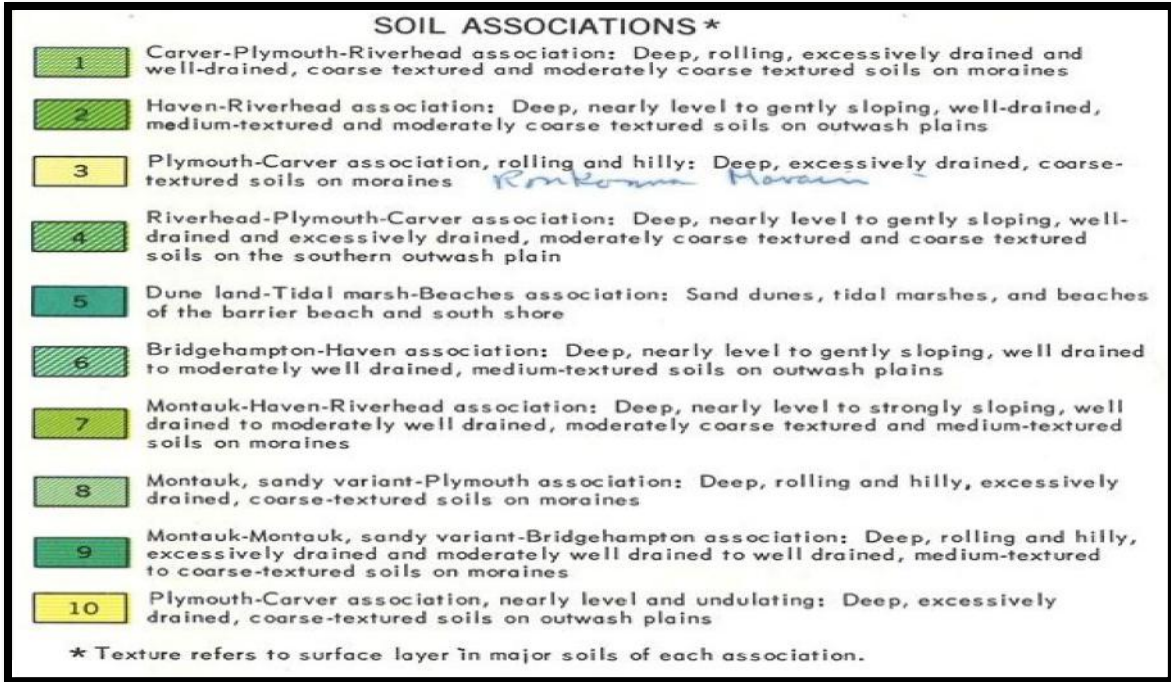 SOIL ASSOCIATIONS *
1 Carver-Plymouth-Riverhead association: Deep, rolling, excessively drained and
well-drained, coarse textured and moderately coarse textured soils on moraines
2 Haven-Riverhead association: Deep, nearly level to gently sloping, well-drained,
medium-textured and moderately coarse textured soils on outwash plains
3 Plymouth-Carver association, rolling and hilly: Deep, excessively drained, coarse-
textured soils on moraines
4 Riverhead-Plymouth-Carver association: Deep, nearly level to gently sloping, well-
drained and excessively drained, moderately coarse textured and coarse textured
soils on the southern outwash plain
5 Dune land-Tidal marsh-Beaches association: Sand dunes, tidal marshes, and beaches
of the barrier beach and south shore
6 Bridgehampton-Haven association: Deep, nearly level to gently sloping, well drained
to moderately well drained, medium-textured soils on outwash plains
7 Montauk-Haven-Riverhead association: Deep, nearly level to strongly sloping, well
drained to moderately well drained, moderately coarse textured and medium-textured
soils on moraines
8 Montauk, sandy variant-Plymouth association: Deep, rolling and hilly, excessively
drained, coarse-textured soils on moraines
9 Montauk-Montauk, sandy variant-Bridgehampton association: Deep, rolling and hilly,
excessively drained and moderately well drained to well drained, medium-textured
to coarse-textured soils on moraines
10 Plymouth-Carver association, nearly level and undulating: Deep, excessively
drained, coarse-textured soils on outwash plains
* Texture refers to surface layer in major soils of each association.